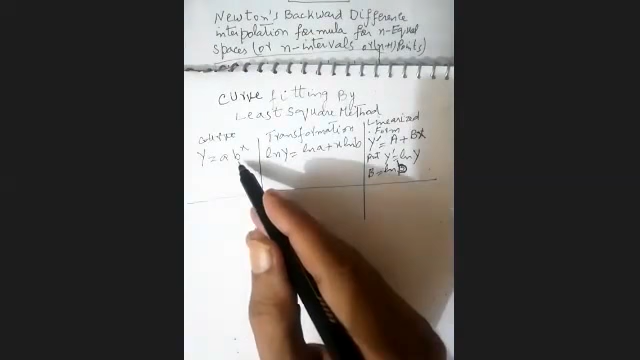 Newton's Backward Difference
interpolation formula for n-Equal
spaces (or n-intervals or (n+1) Points)
Curve fitting By
Least Square Method
Curve
Y = a b^x
Transformation
ln Y = ln a + x ln b
Linearized
Form
Y' = A + BX
put Y' = ln Y
B = ln b